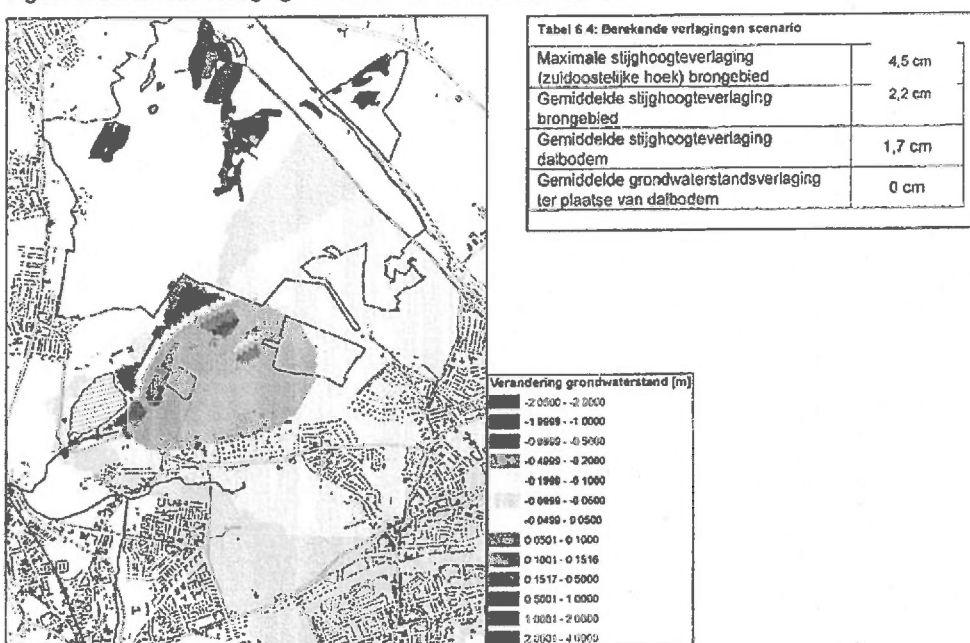 Tabel 6.4: Berekende verlagingen scenario
Maximale stijghoogteverlaging
(zuidoostelijke hoek) brongebied
4,5 cm
Gemiddelde stijghoogteverlaging
brongebied
2,2 cm
Gemiddelde stijghoogteverlaging
dalbodem
1,7 cm
Gemiddelde grondwaterstandsverlaging
ter plaatse van dalbodem
0 cm
Verandering grondwaterstand [m]
-2.0500 - -2.0000
-1.9999 - -1.0000
-0.9999 - -0.5000
-0.4999 - -0.2000
-0.1999 - -0.1000
-0.0999 - -0.0500
-0.0499 - 0.0500
0.0501 - 0.1000
0.1001 - 0.1516
0.1517 - 0.5000
0.5001 - 1.0000
1.0001 - 2.0000
2.0001 - 4.0000